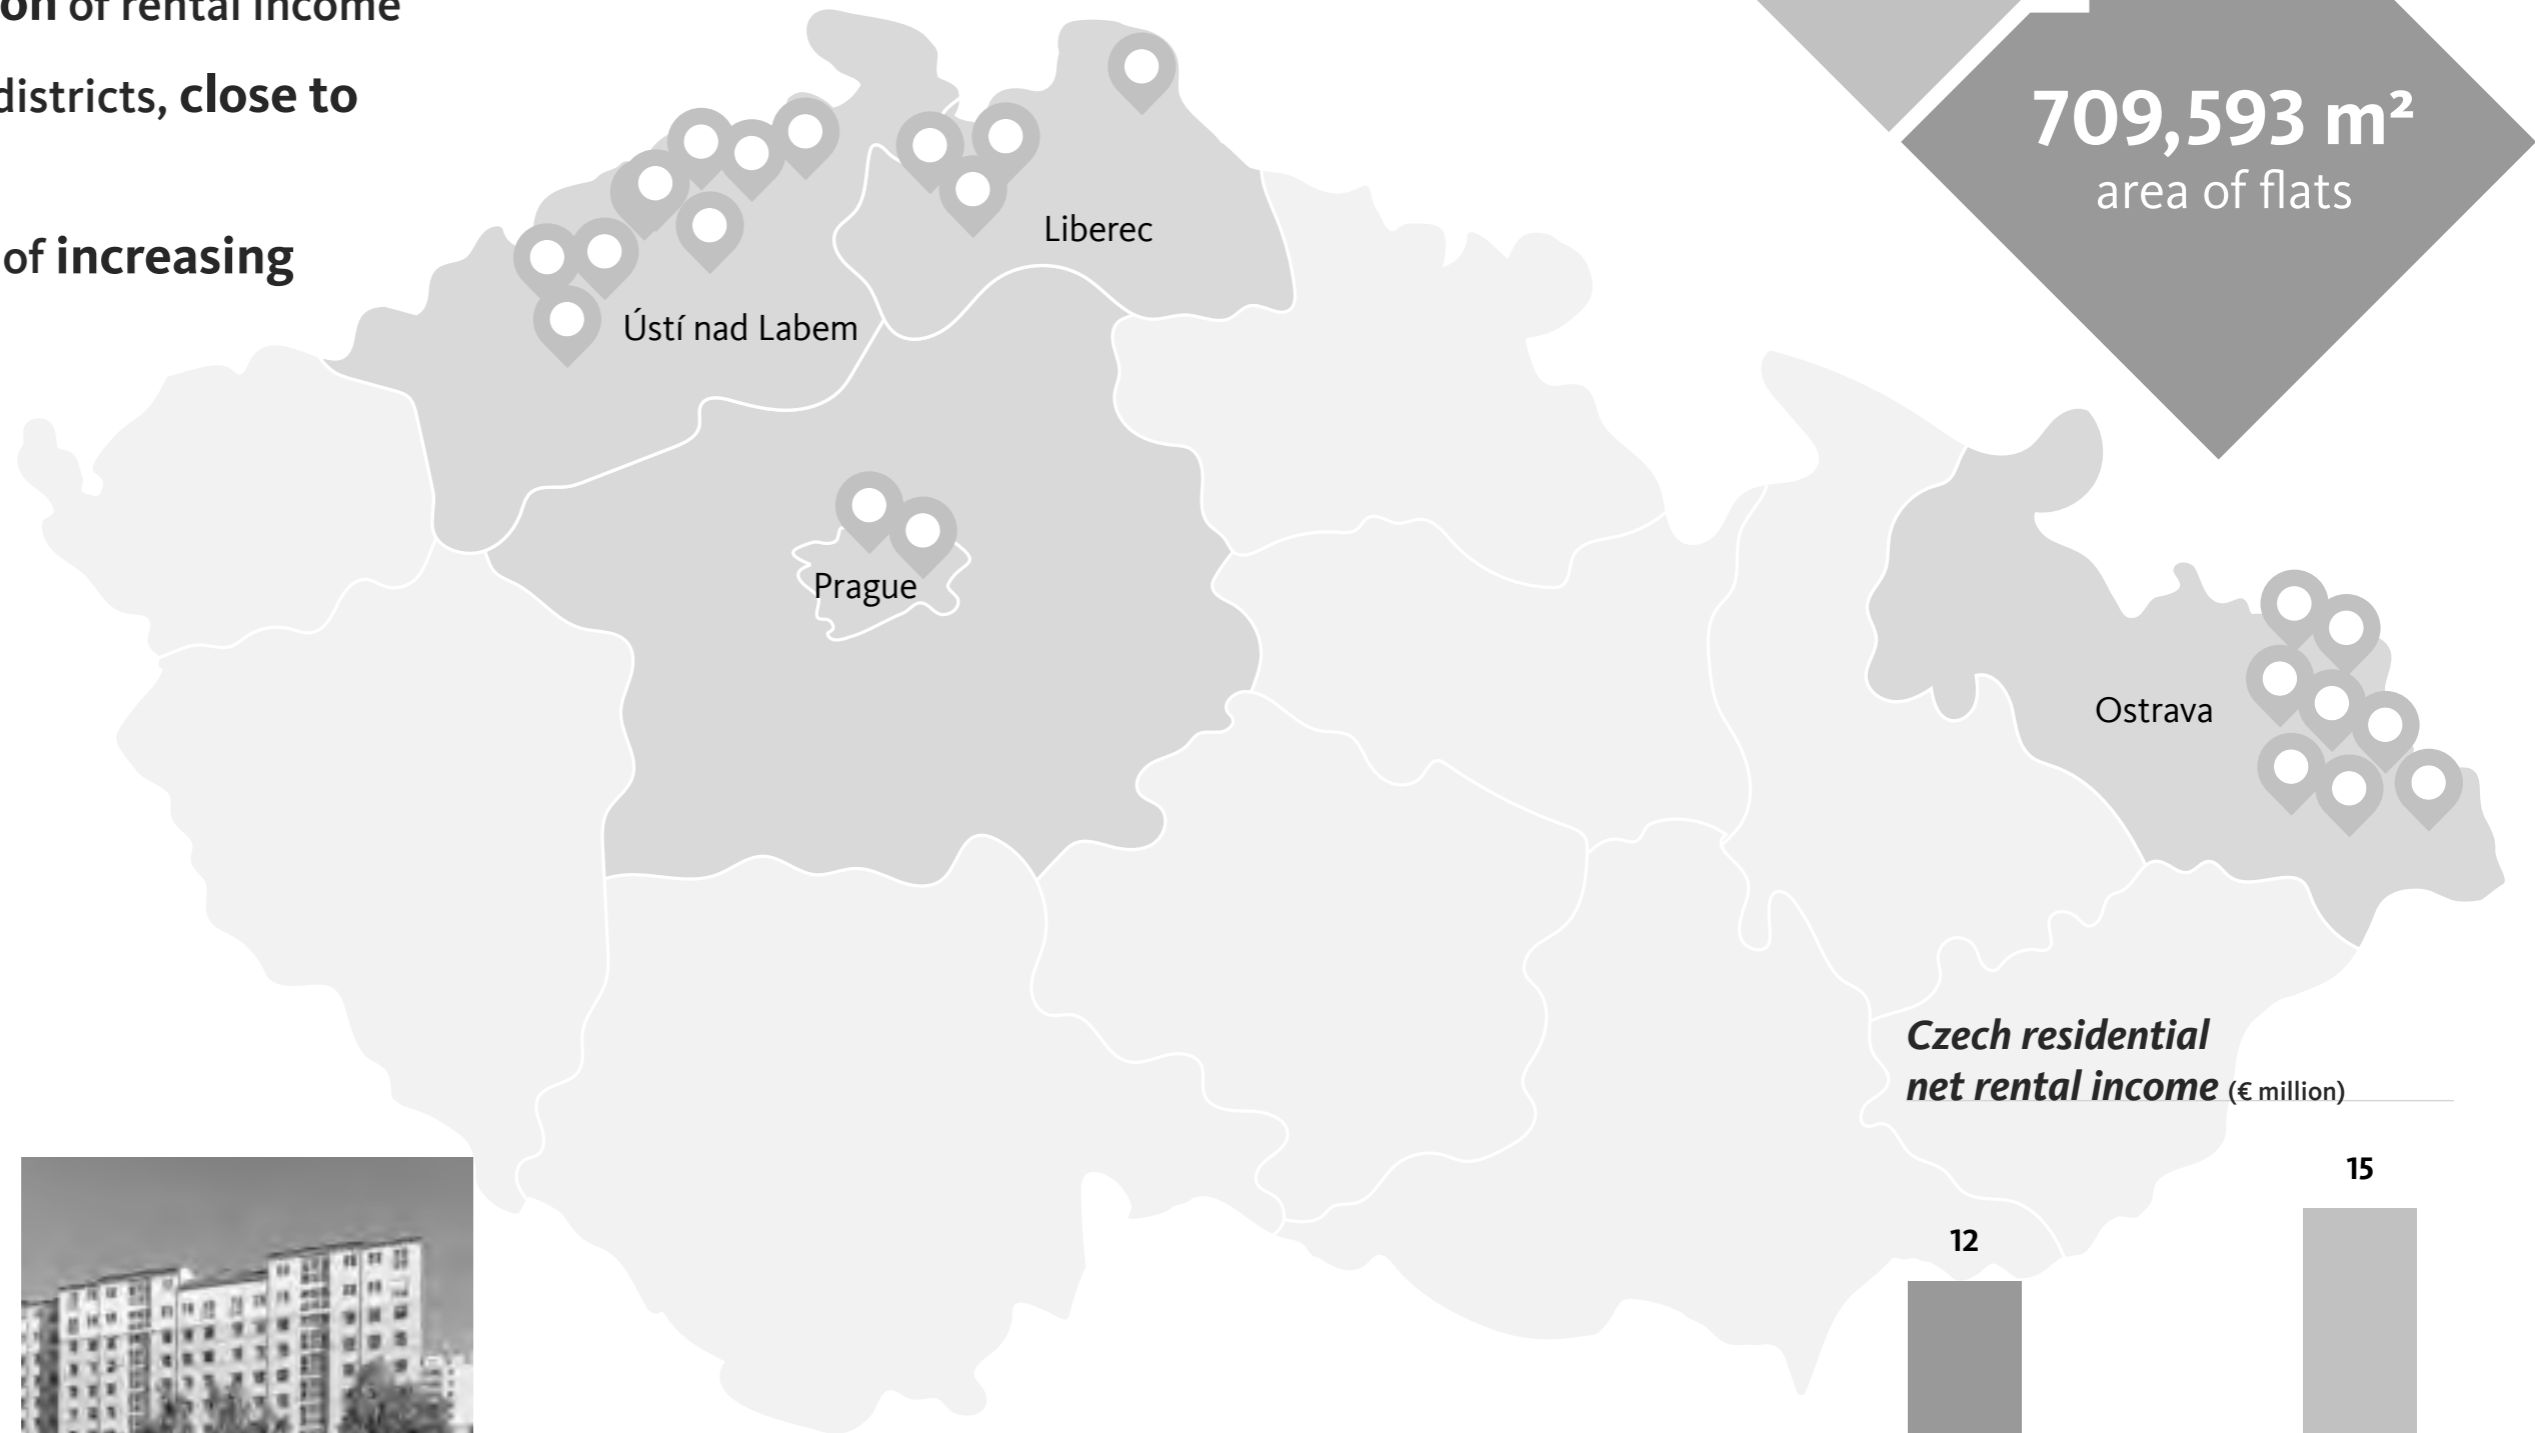 on of rental income
districts, close to
of increasing
709,593 m²
area of flats
Liberec
Ústí nad Labem
Prague
Ostrava
Czech residential
net rental income (€ million)
15
12